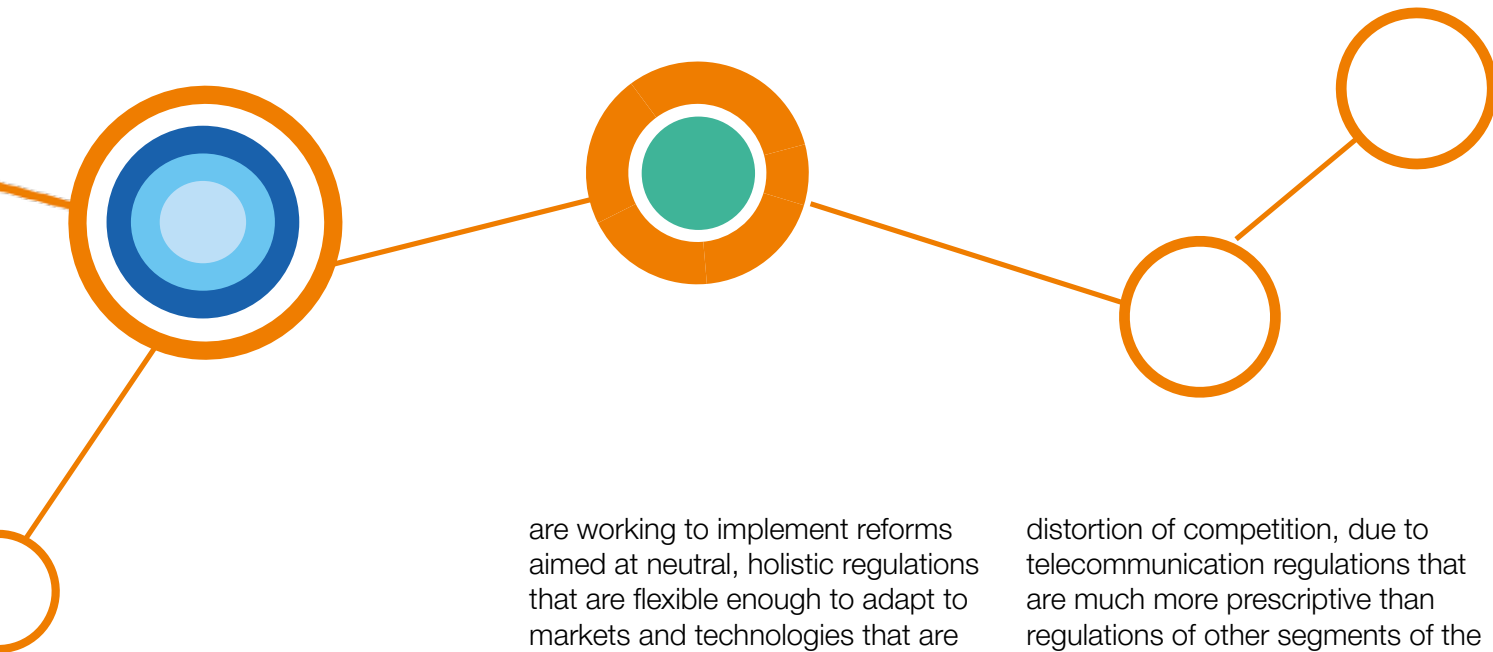 are working to implement reforms
aimed at neutral, holistic regulations
that are flexible enough to adapt to
markets and technologies that are
distortion of competition, due to
telecommunication regulations that
are much more prescriptive than
regulations of other segments of the